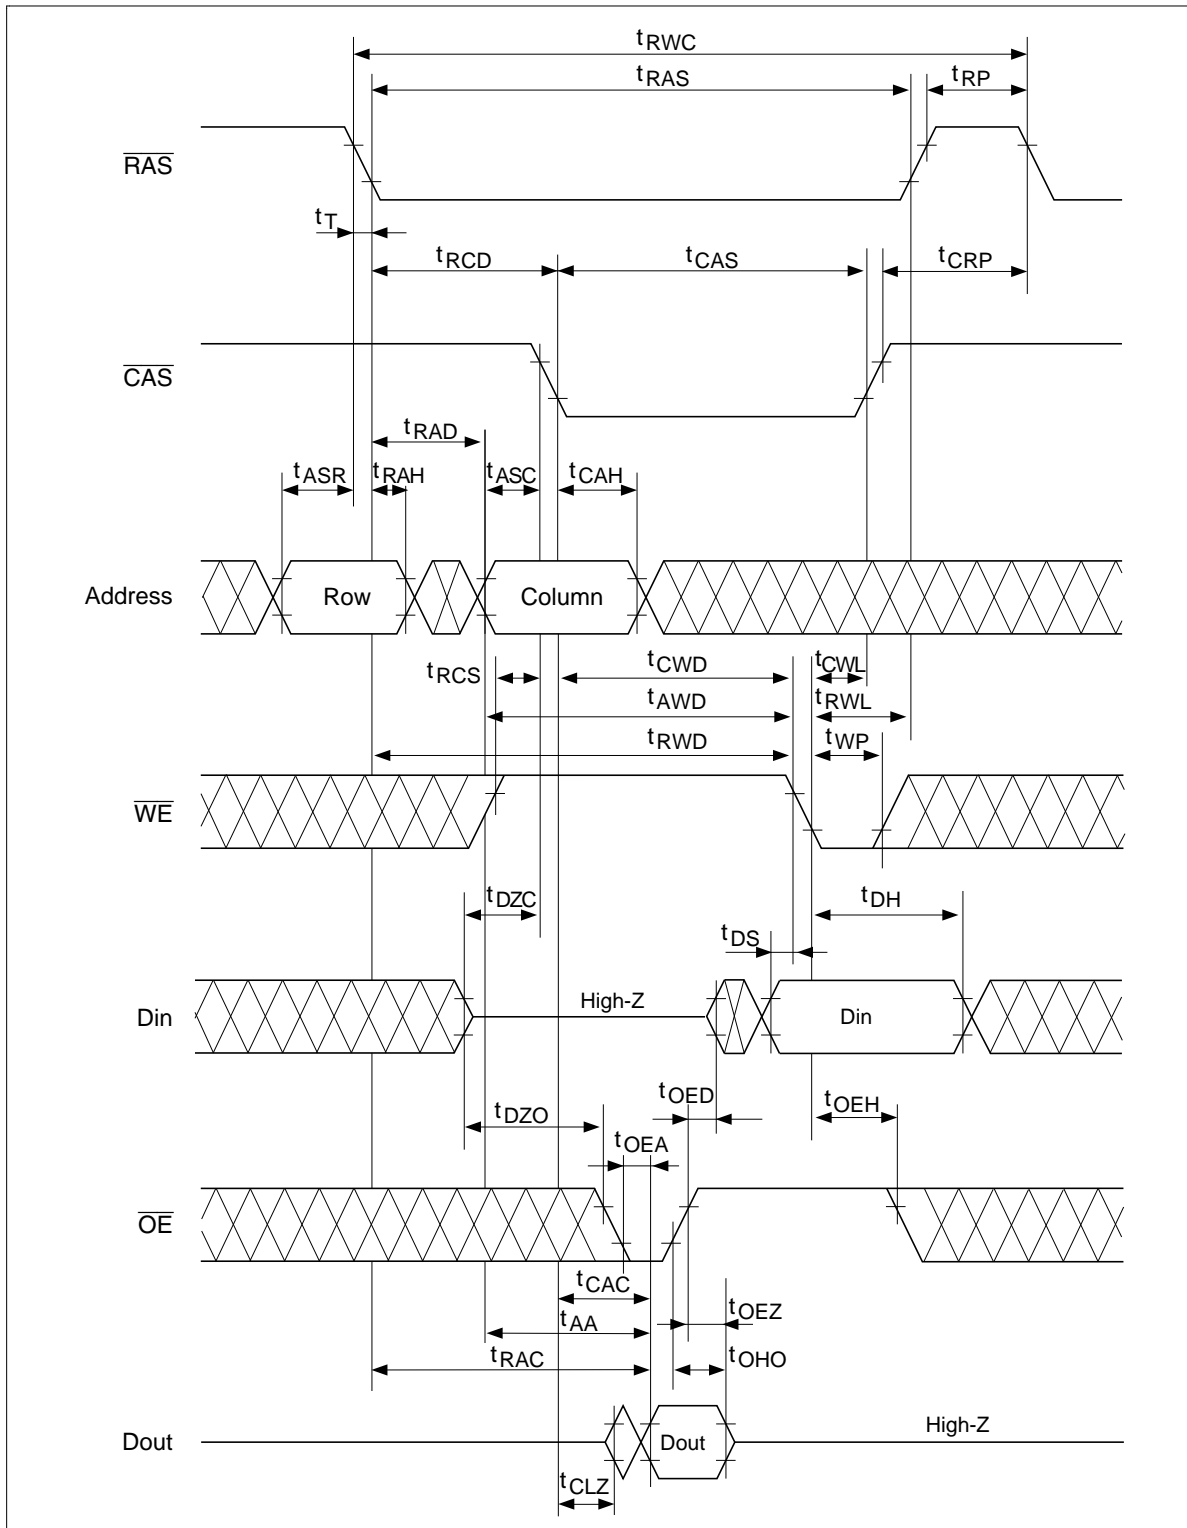 tRWC
tRAS
tRP
RAS
tT
tRCD
tCAS
tCRP
CAS
tRAD
tASR
tRAH
tASC
tCAH
Address
Row
Column
tRCS
tCWD
tCWL
tAWD
tRWL
tRWD
tWP
WE
tDZC
tDH
tDS
High-Z
Din
Din
tOED
tDZO
tOEH
tOEA
OE
tCAC
tOEZ
tAA
tRAC
tOHO
High-Z
Dout
Dout
tCLZ